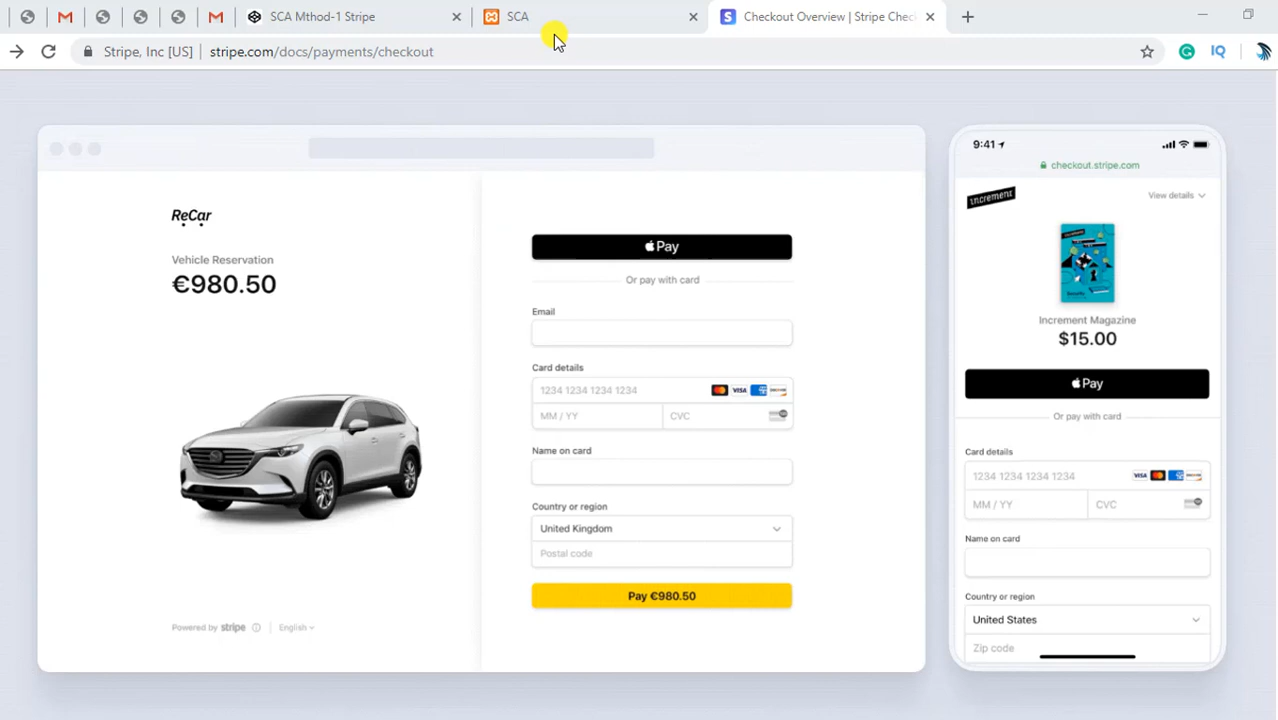 SCA Mthod-1 Stripe
SCA
Checkout Overview | Stripe Chec
Stripe, Inc [US] | stripe.com/docs/payments/checkout
IQ
ReCar
Vehicle Reservation
€980.50
Pay
Or pay with card
Email
Card details
1234 1234 1234 1234
VISA
MM / YY
CVC
Name on card
Country or region
United Kingdom
Postal code
Pay €980.50
Powered by stripe
English
9:41
checkout.stripe.com
increment
View details
Increment Magazine
$15.00
Pay
Or pay with card
Card details
1234 1234 1234 1234
VISA
MM / YY
CVC
Name on card
Country or region
United States
Zip code